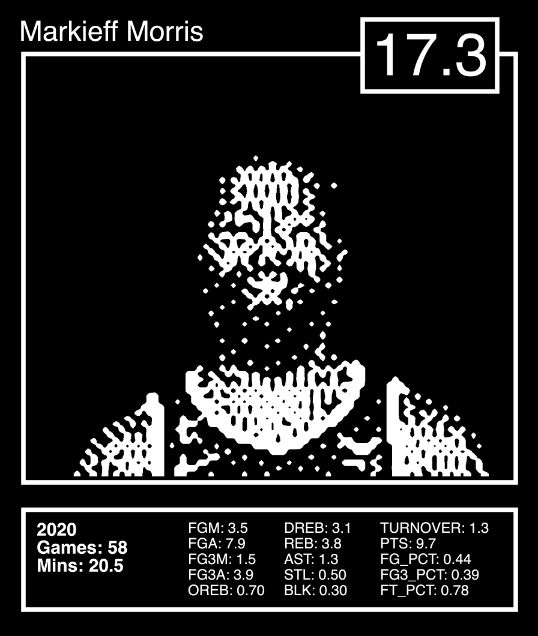 Markieff Morris
17.3
2020
Games: 58
Mins: 20.5
FGM: 3.5
FGA: 7.9
FG3M: 1.5
FG3A: 3.9
OREB: 0.70
DREB: 3.1
REB: 3.8
AST: 1.3
STL: 0.50
BLK: 0.30
TURNOVER: 1.3
PTS: 9.7
FG_PCT: 0.44
FG3_PCT: 0.39
FT_PCT: 0.78